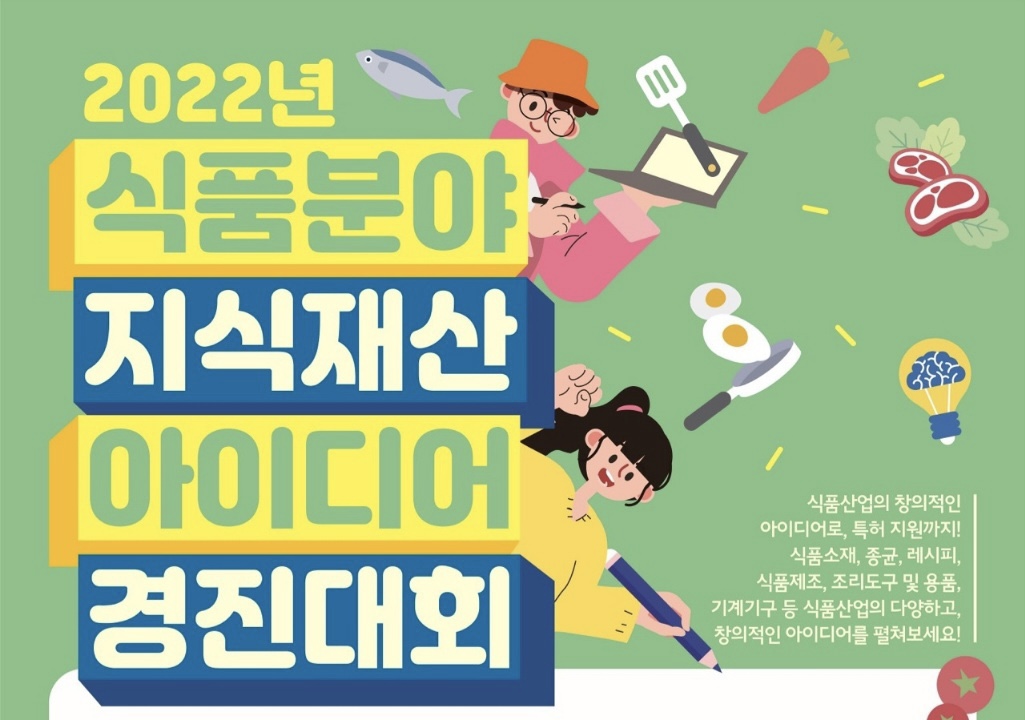 2022년
식품분야
지식재산
아이디어
경진대회
식품산업의 창의적인
아이디어로, 특허 지원까지!
식품소재, 종균, 레시피,
식품제조, 조리도구 및 용품,
기계기구 등 식품산업의 다양하고,
창의적인 아이디어를 펼쳐보세요!